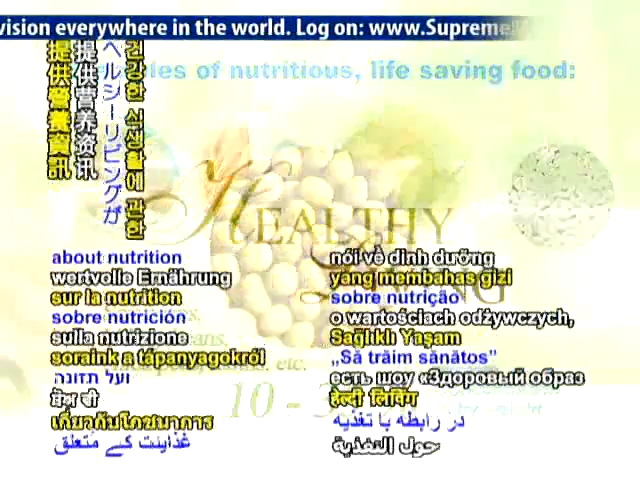 vision everywhere in the world. Log on: www.Supreme
les of nutritious, life saving food:
提供營養資訊
提供营养资讯
ヘルシーリビングが
건강한 식생활에 관한
HEALTHY
LIVING
about nutrition
wertvolle Ernährung
sur la nutrition
sobre nutrición
sulla nutrizione
soraink a tápanyagokról
ועל תזונה
เกี่ยวกับโภชนาการ
غذایئت کے متعلق
nói về dinh dưỡng
yang membahas gizi
sobre nutrição
o wartościach odżywczych,
Sağlıklı Yaşam
„Să trăim sănătos”
есть шоу «Здоровый образ
हेल्दी लिविंग
در رابطه با تغذیه
حول التغذية
etc.
10 -